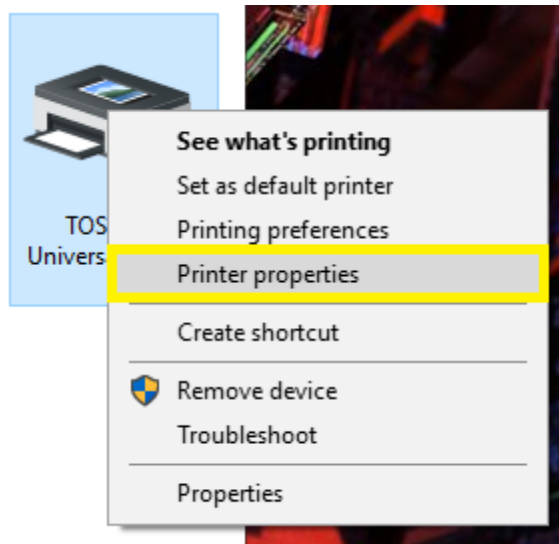 See what's printing
Set as default printer
TOS
Printing preferences
Univers
Printer properties
Create shortcut
Remove device
Troubleshoot
Properties